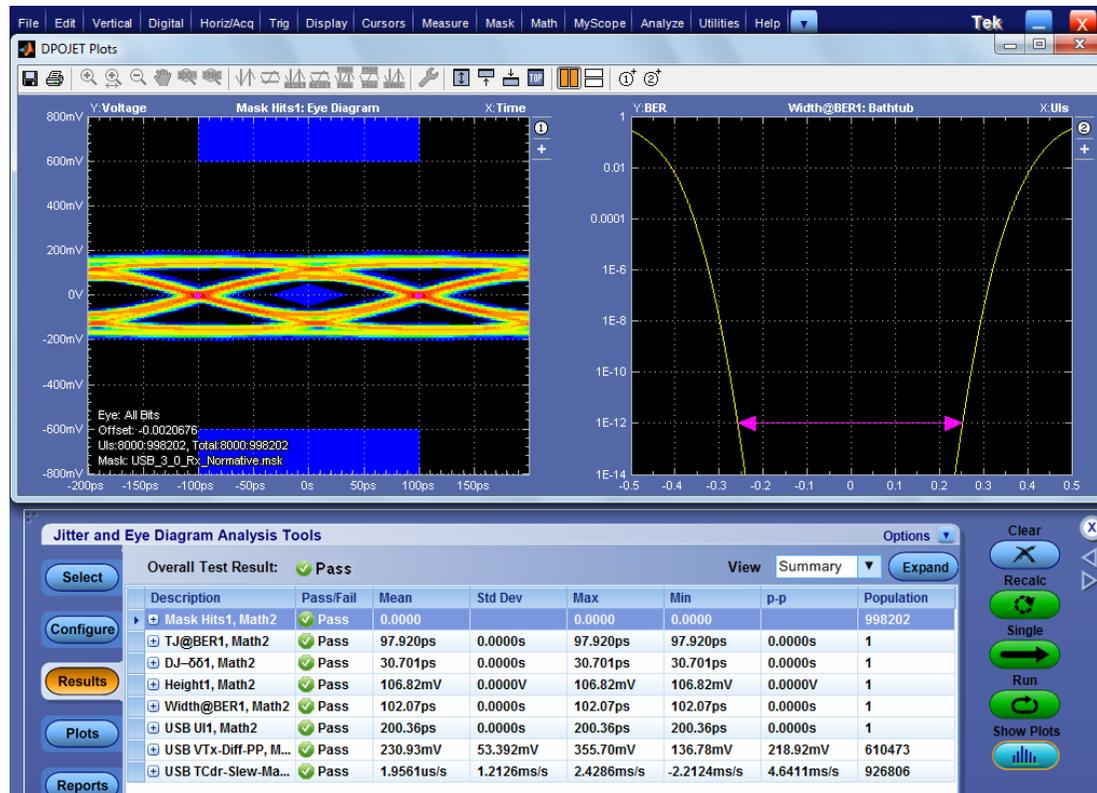 File Edit Vertical Digital Horiz/Acq Trig Display Cursors Measure Mask Math MyScope Analyze Utilities Help Tek X
DPOJET Plots
TOP 1 2
Y:Voltage Mask Hits1: Eye Diagram X:Time
800mV
600mV
400mV
200mV
0V
-200mV
-400mV
-600mV
-800mV
Eye: All Bits
Offset: -0.0020676
UIs:8000:998202, Total:8000:998202
Mask: USB_3_0_Rx_Normative.msk
-200ps -150ps -100ps -50ps 0s 50ps 100ps 150ps
1
+
Y:BER Width@BER1: Bathtub X:UIs
1
0.01
0.0001
1E-6
1E-8
1E-10
1E-12
1E-14
-0.5 -0.4 -0.3 -0.2 -0.1 0 0.1 0.2 0.3 0.4 0.5
2
+
Jitter and Eye Diagram Analysis Tools Options
Select
Configure
Results
Plots
Reports
Overall Test Result: Pass View Summary Expand
Description Pass/Fail Mean Std Dev Max Min p-p Population
Mask Hits1, Math2 Pass 0.0000 0.0000 0.0000 998202
TJ@BER1, Math2 Pass 97.920ps 0.0000s 97.920ps 97.920ps 0.0000s 1
DJ–δδ1, Math2 Pass 30.701ps 0.0000s 30.701ps 30.701ps 0.0000s 1
Height1, Math2 Pass 106.82mV 0.0000V 106.82mV 106.82mV 0.0000V 1
Width@BER1, Math2 Pass 102.07ps 0.0000s 102.07ps 102.07ps 0.0000s 1
USB UI1, Math2 Pass 200.36ps 0.0000s 200.36ps 200.36ps 0.0000s 1
USB VTx-Diff-PP, M... Pass 230.93mV 53.392mV 355.70mV 136.78mV 218.92mV 610473
USB TCdr-Slew-Ma... Pass 1.9561us/s 1.2126ms/s 2.4286ms/s -2.2124ms/s 4.6411ms/s 926806
Clear
X
Recalc
Single
Run
Show Plots